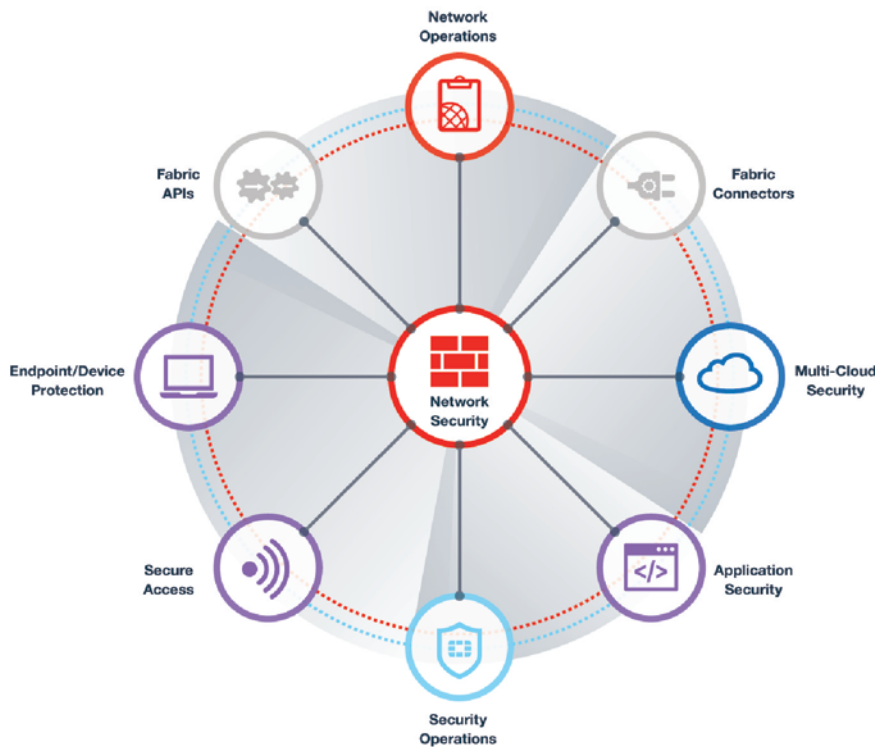 Network
Operations
Fabric
APIs
Fabric
Connectors
Endpoint/Device
Protection
Network
Security
Multi-Cloud
Security
Secure
Access
</>
Application
Security
Security
Operations